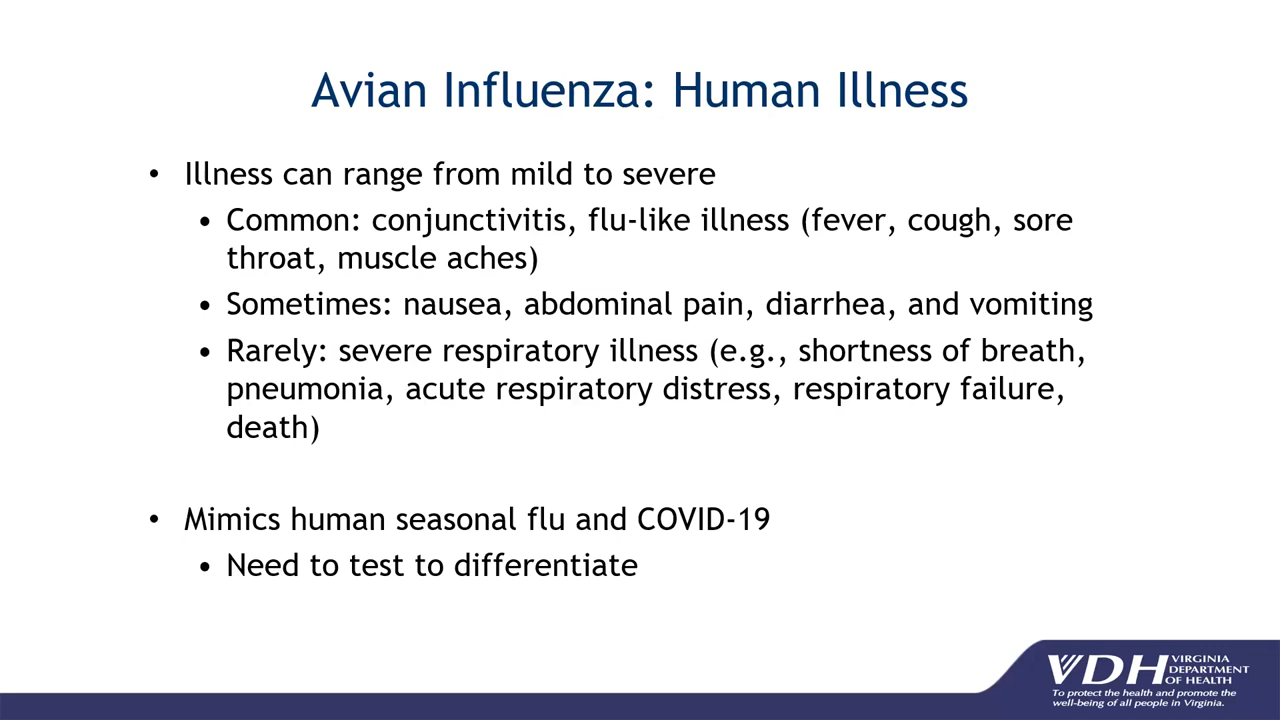 Avian Influenza: Human Illness
• Illness can range from mild to severe
• Common: conjunctivitis, flu-like illness (fever, cough, sore
throat, muscle aches)
• Sometimes: nausea, abdominal pain, diarrhea, and vomiting
• Rarely: severe respiratory illness (e.g., shortness of breath,
pneumonia, acute respiratory distress, respiratory failure,
death)
• Mimics human seasonal flu and COVID-19
• Need to test to differentiate
VDH VIRGINIA
DEPARTMENT
OF HEALTH
To protect the health and promote the
well-being of all people in Virginia.